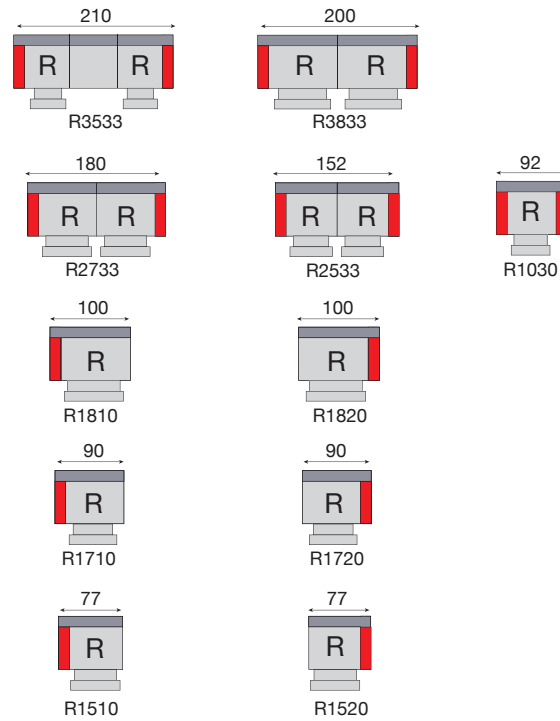 210 200
R R R R
R3533 R3833
180 152 92
R R R R R
R2733 R2533 R1030
100 100
R R
R1810 R1820
90 90
R R
R1710 R1720
77 77
R R
R1510 R1520